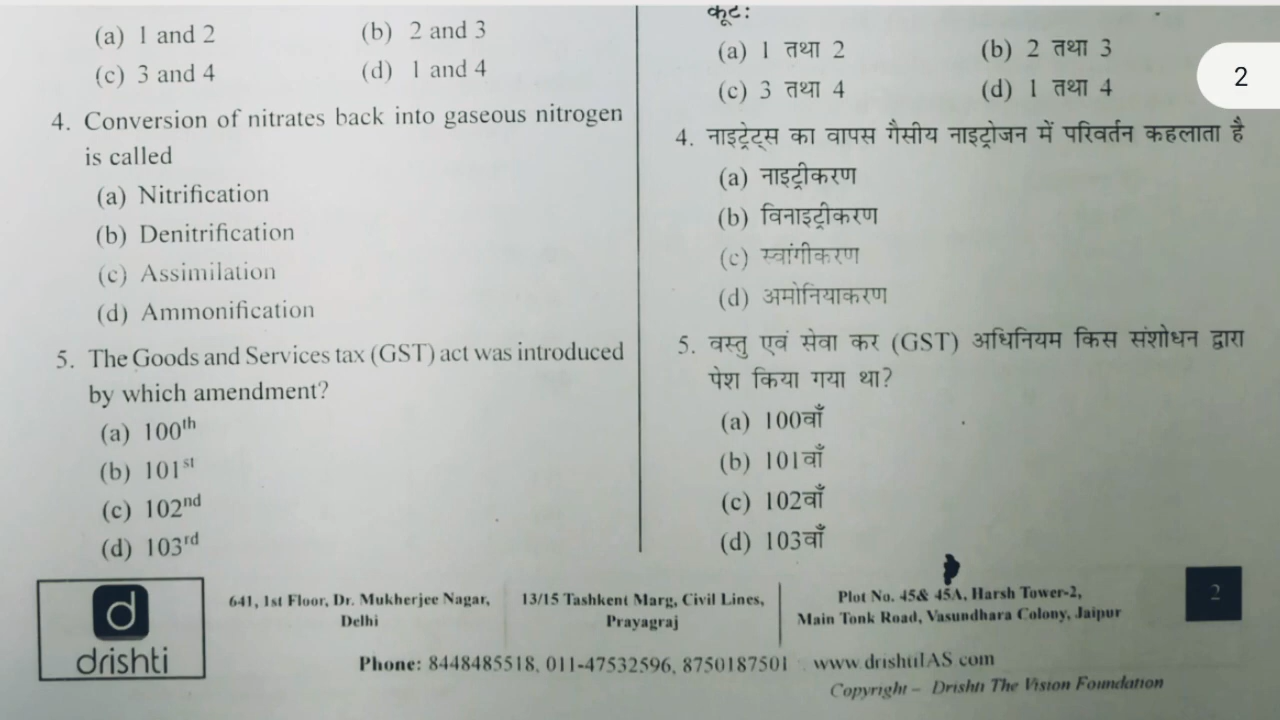 (a) 1 and 2 (b) 2 and 3
(c) 3 and 4 (d) 1 and 4
4. Conversion of nitrates back into gaseous nitrogen
is called
(a) Nitrification
(b) Denitrification
(c) Assimilation
(d) Ammonification
5. The Goods and Services tax (GST) act was introduced
by which amendment?
(a) 100th
(b) 101st
(c) 102nd
(d) 103rd
कूट:
(a) 1 तथा 2 (b) 2 तथा 3
(c) 3 तथा 4 (d) 1 तथा 4
2
4. नाइट्रेट्स का वापस गैसीय नाइट्रोजन में परिवर्तन कहलाता है
(a) नाइट्रीकरण
(b) विनाइट्रीकरण
(c) स्वांगीकरण
(d) अमोनियाकरण
5. वस्तु एवं सेवा कर (GST) अधिनियम किस संशोधन द्वारा
पेश किया गया था?
(a) 100वाँ
(b) 101वाँ
(c) 102वाँ
(d) 103वाँ
d
drishti
641, 1st Floor, Dr. Mukherjee Nagar,
Delhi
13/15 Tashkent Marg, Civil Lines,
Prayagraj
Plot No. 45& 45A, Harsh Tower-2,
Main Tonk Road, Vasundhara Colony, Jaipur
2
Phone: 8448485518, 011-47532596, 8750187501 www drishtiIAS com
Copyright – Drishti The Vision Foundation